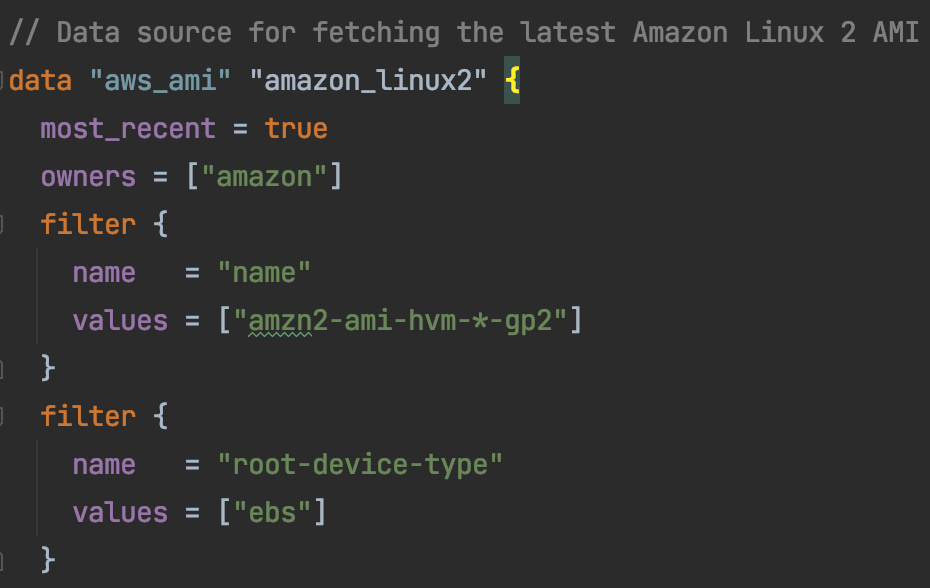 // Data source for fetching the latest Amazon Linux 2 AMI
data "aws_ami" "amazon_linux2" {
most_recent = true
owners = ["amazon"]
filter {
name   = "name"
values = ["amzn2-ami-hvm-*-gp2"]
}
filter {
name   = "root-device-type"
values = ["ebs"]
}